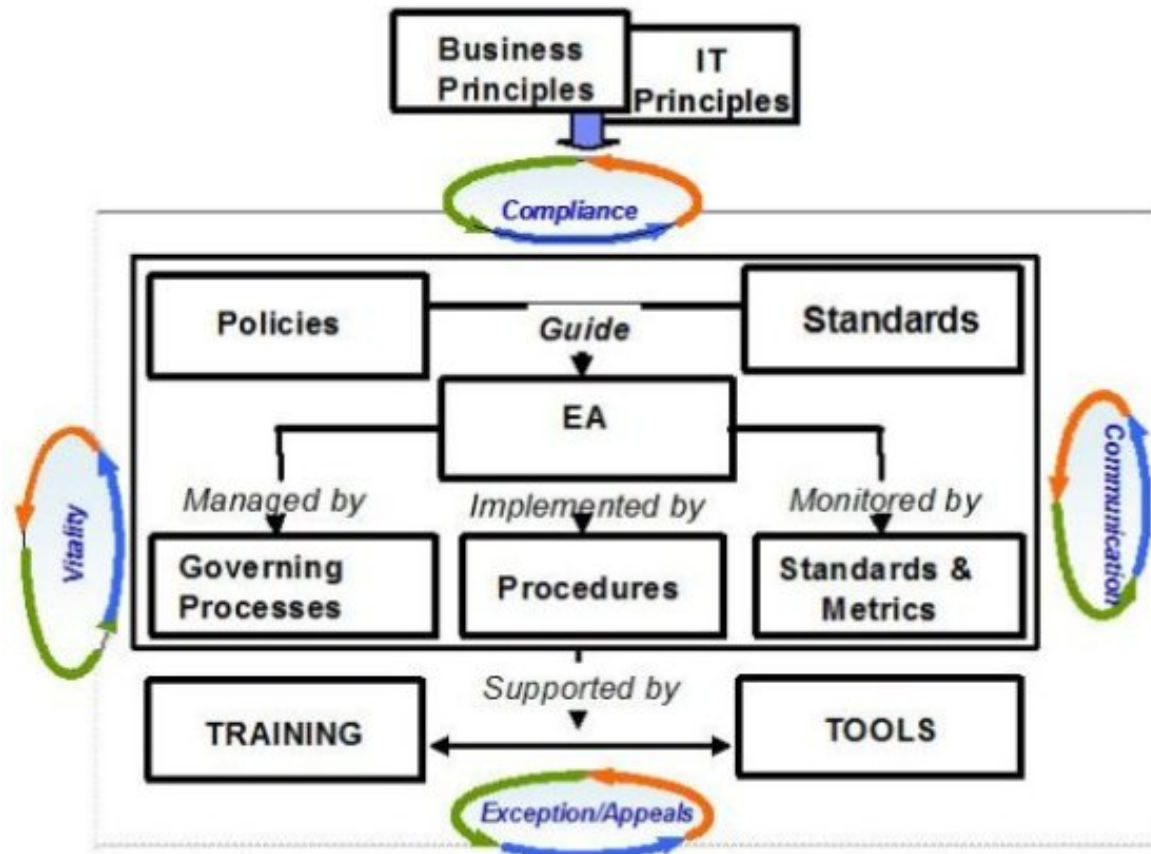 Business
Principles
IT
Principles
Compliance
Policies
Guide
Standards
EA
Managed by
Implemented by
Monitored by
Governing
Processes
Procedures
Standards &
Metrics
Vitality
Communication
Supported by
TRAINING
TOOLS
Exception/Appeals